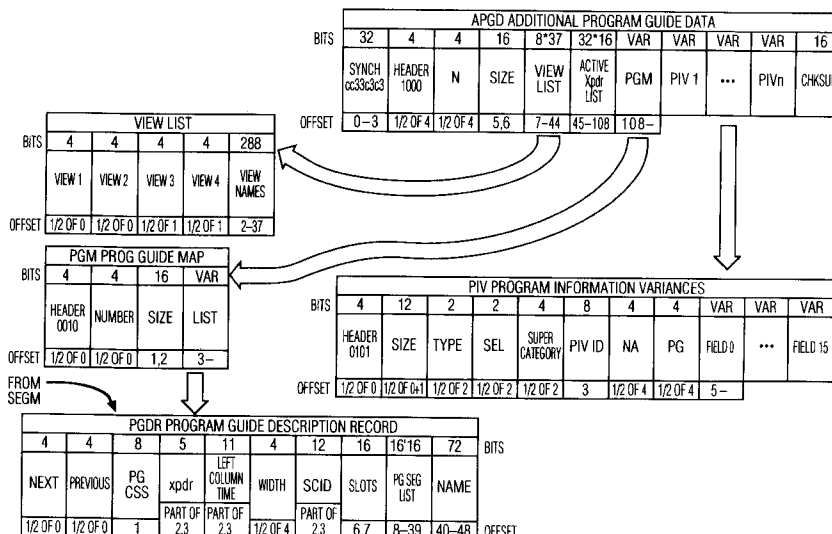 APGD ADDITIONAL PROGRAM GUIDE DATA
BITS 32 4 4 16 8*37 32*16 VAR VAR VAR VAR 16
SYNCH cc33c3c3 HEADER 1000 N SIZE VIEW LIST ACTIVE Xpdr LIST PGM PIV 1 ••• PIVn CHKSUM
OFFSET 0–3 1/2 OF 4 1/2 OF 4 5,6 7–44 45–108 108–
VIEW LIST
BITS 4 4 4 4 288
VIEW 1 VIEW 2 VIEW 3 VIEW 4 VIEW NAMES
OFFSET 1/2 OF 0 1/2 OF 0 1/2 OF 1 1/2 OF 1 2–37
PGM PROG GUIDE MAP
BITS 4 4 16 VAR
HEADER 0010 NUMBER SIZE LIST
OFFSET 1/2 OF 0 1/2 OF 0 1,2 3–
PIV PROGRAM INFORMATION VARIANCES
BITS 4 12 2 2 4 8 4 4 VAR VAR VAR
HEADER 0101 SIZE TYPE SEL SUPER CATEGORY PIV ID NA PG FIELD 0 ••• FIELD 15
OFFSET 1/2 OF 0 1/2 OF 0+1 1/2 OF 2 1/2 OF 2 1/2 OF 2 3 1/2 OF 4 1/2 OF 4 5–
FROM SEGM
PGDR PROGRAM GUIDE DESCRIPTION RECORD
4 4 8 5 11 4 12 16 16'16 72 BITS
NEXT PREVIOUS PG CSS xpdr LEFT COLUMN TIME WIDTH SCID SLOTS PG SEG LIST NAME
1/2 OF 0 1/2 OF 0 1 PART OF 2.3 PART OF 2.3 1/2 OF 4 PART OF 2.3 6,7 8–39 40–48 OFFSET